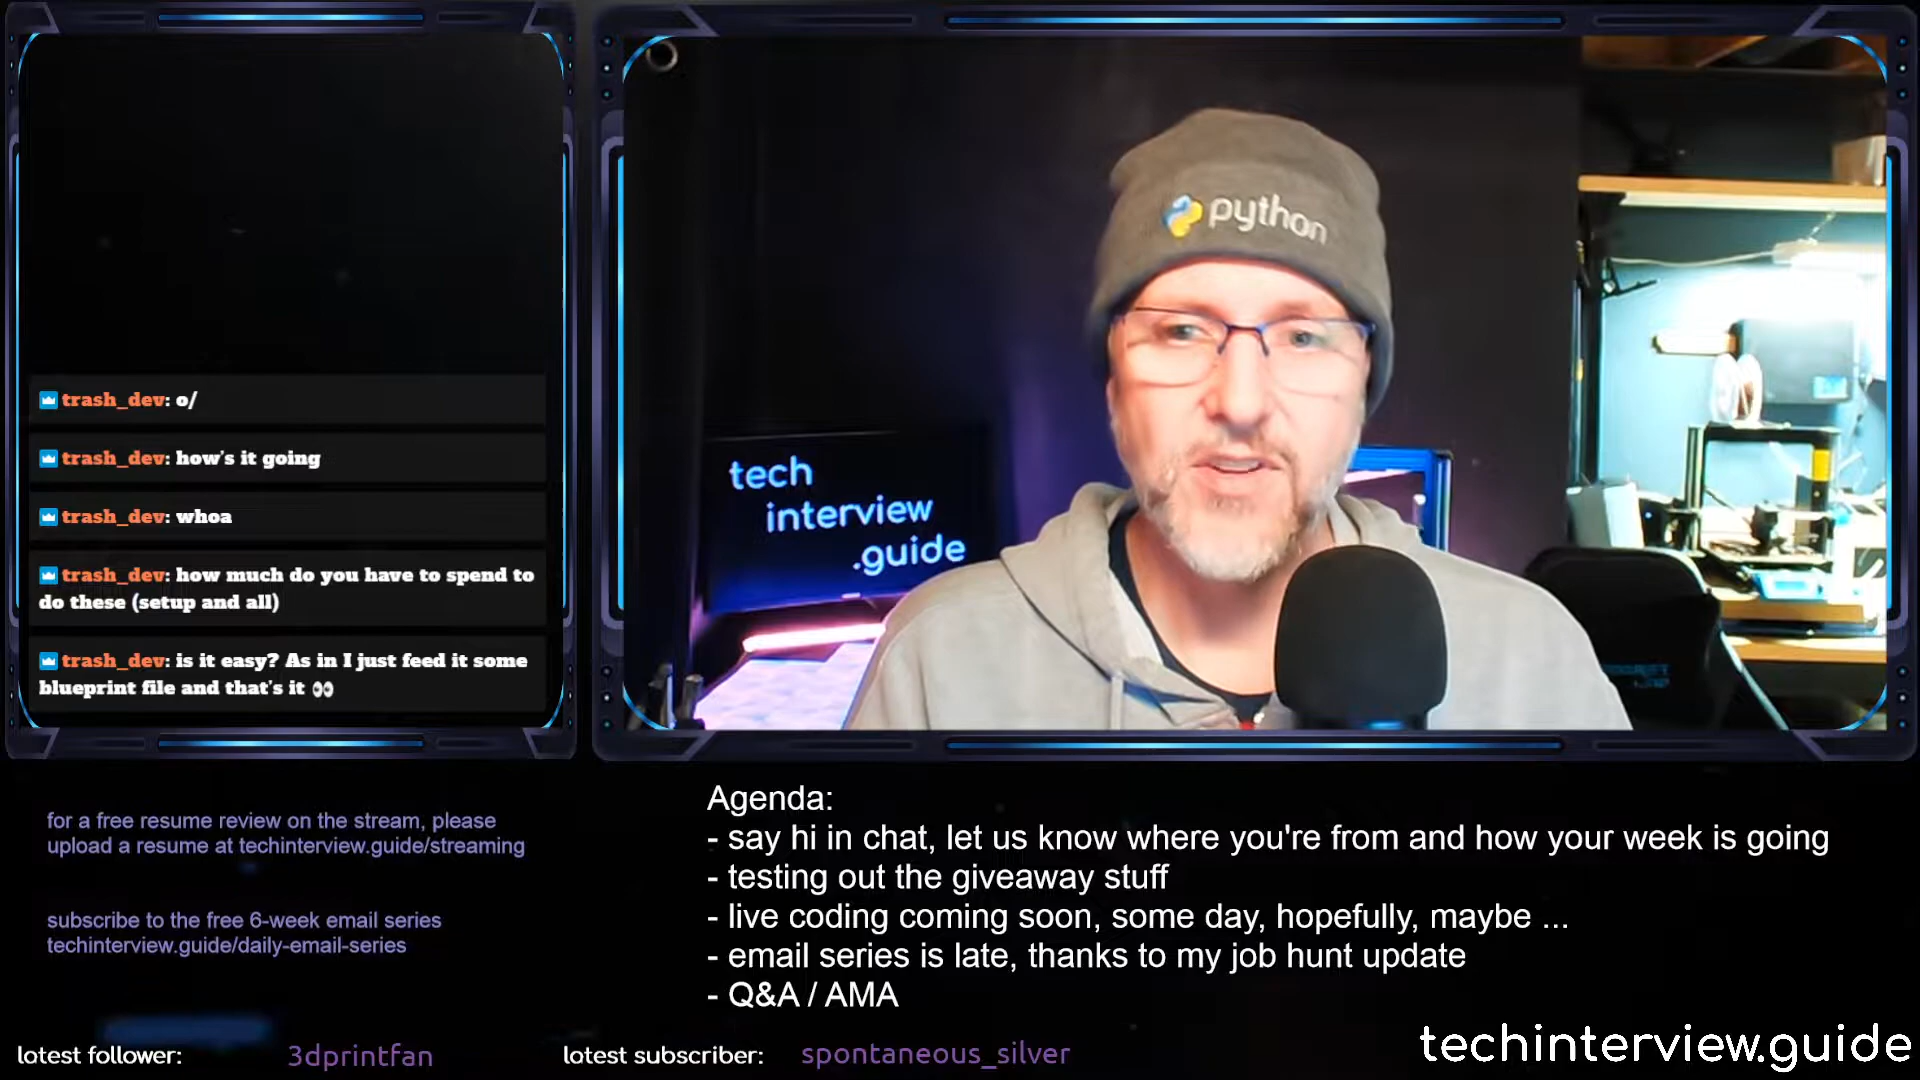 trash_dev: o/
trash_dev: how's it going
trash_dev: whoa
trash_dev: how much do you have to spend to
do these (setup and all)
trash_dev: is it easy? As in I just feed it some
blueprint file and that's it 👀
python
tech
interview
.guide
for a free resume review on the stream, please
upload a resume at techinterview.guide/streaming
subscribe to the free 6-week email series
techinterview.guide/daily-email-series
Agenda:
- say hi in chat, let us know where you're from and how your week is going
- testing out the giveaway stuff
- live coding coming soon, some day, hopefully, maybe ...
- email series is late, thanks to my job hunt update
- Q&A / AMA
latest follower: 3dprintfan
latest subscriber: spontaneous_silver
techinterview.guide